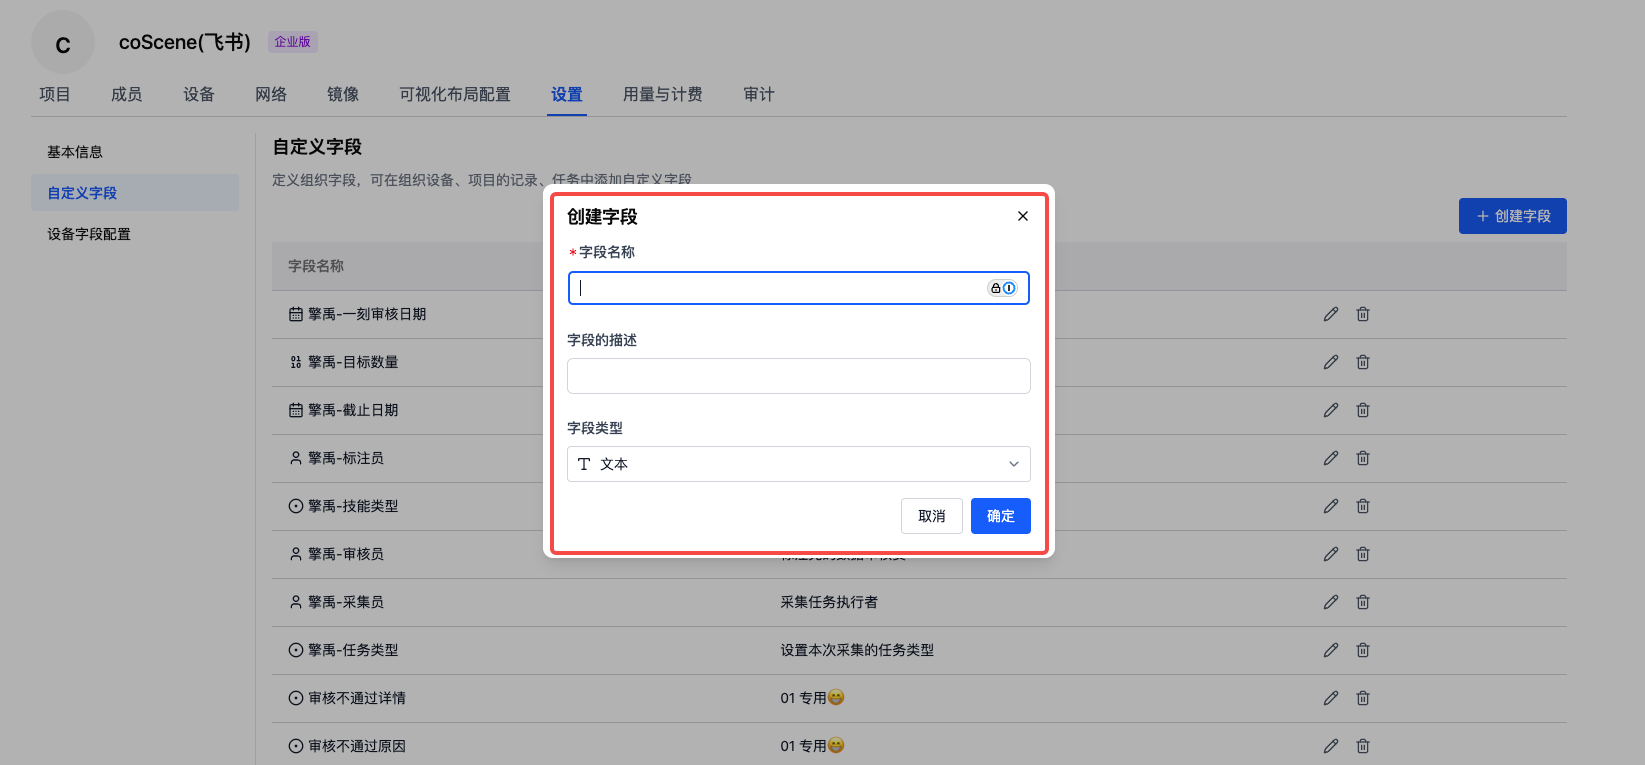 C
coScene(飞书) 企业版
项目 成员 设备 网络 镜像 可视化布局配置 设置 用量与计费 审计
基本信息
自定义字段
设备字段配置
自定义字段
定义组织字段，可在组织设备、项目的记录、任务中添加自定义字段
创建字段
字段名称
擎禹-一刻审核日期
擎禹-目标数量
擎禹-截止日期
擎禹-标注员
擎禹-技能类型
擎禹-审核员
擎禹-采集员 采集任务执行者
擎禹-任务类型 设置本次采集的任务类型
审核不通过详情 01 专用😁
审核不通过原因 01 专用😁
创建字段
*字段名称
字段的描述
字段类型
文本
取消 确定